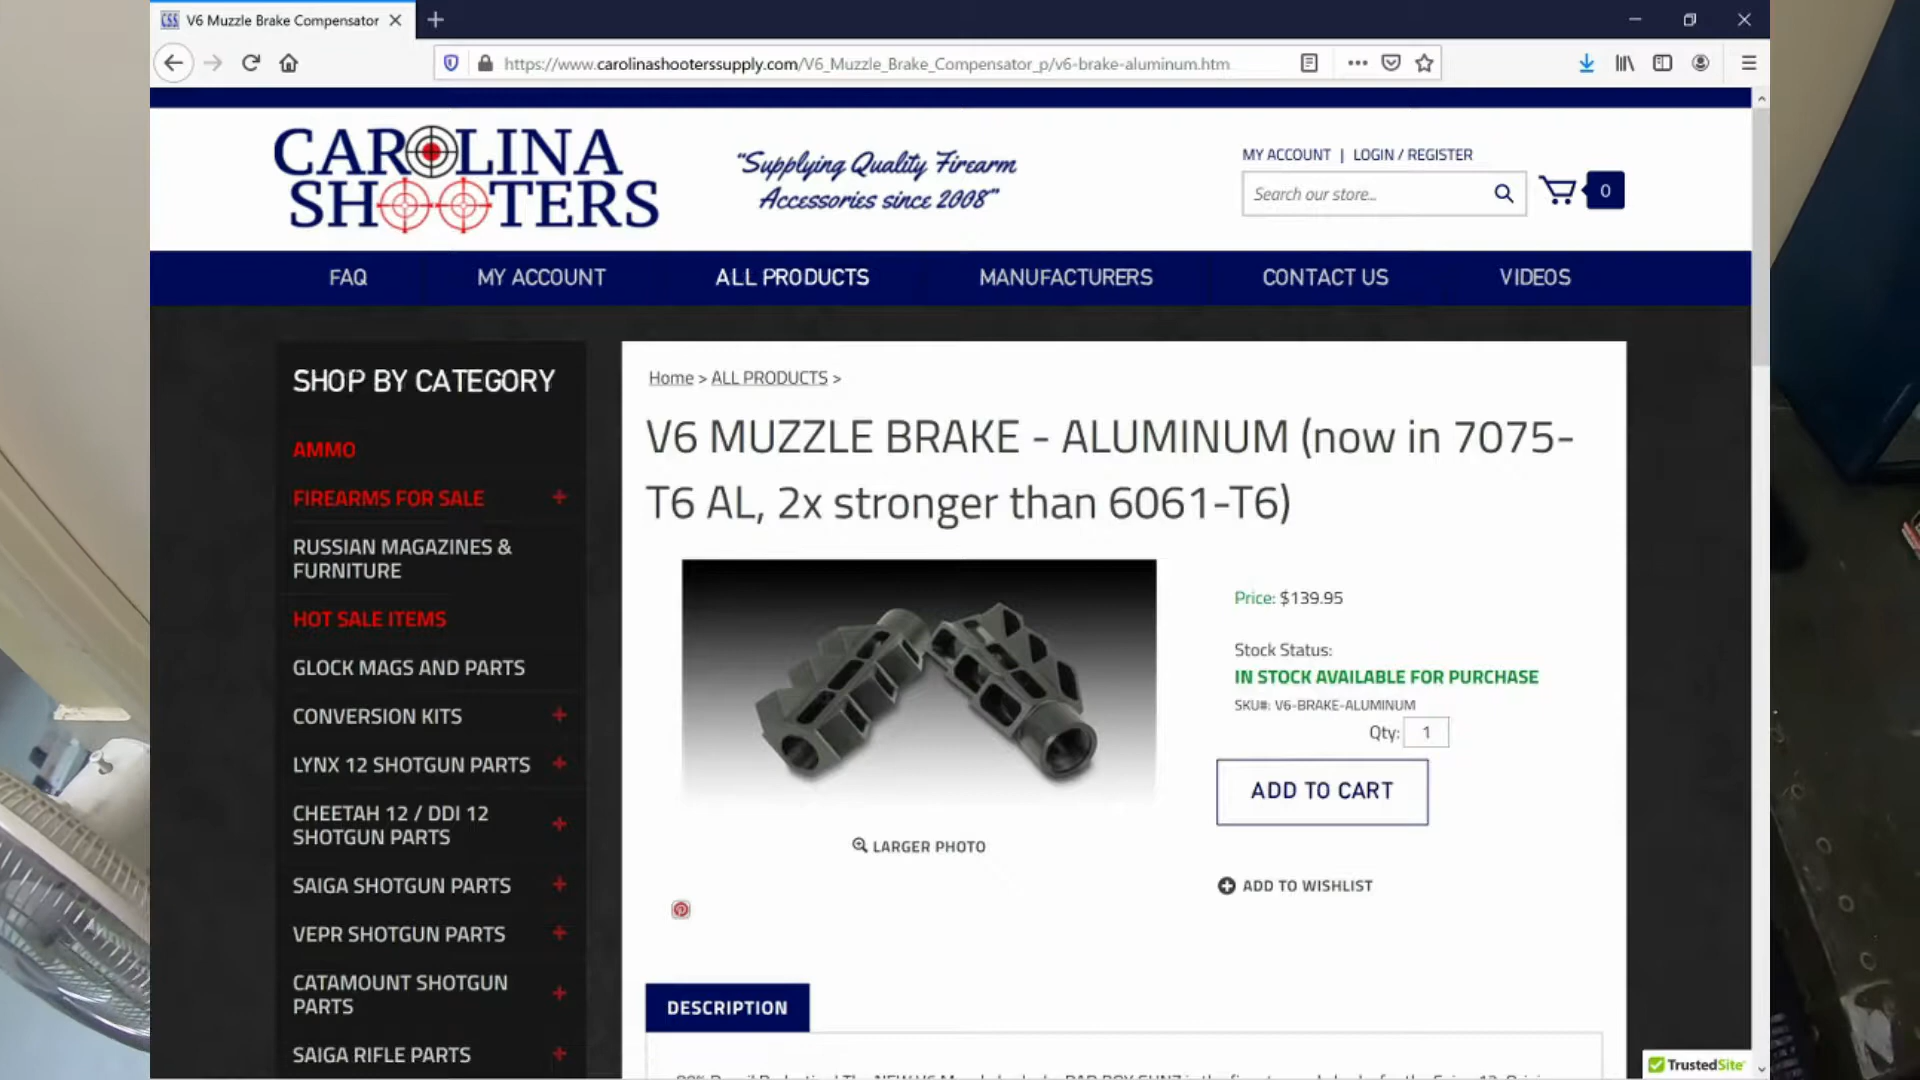 CSS V6 Muzzle Brake Compensator
https://www.carolinashooterssupply.com/V6_Muzzle_Brake_Compensator_p/v6-brake-aluminum.htm
CAROLINA
SHOOTERS
"Supplying Quality Firearm
Accessories since 2008"
MY ACCOUNT | LOGIN / REGISTER
Search our store...
0
FAQ
MY ACCOUNT
ALL PRODUCTS
MANUFACTURERS
CONTACT US
VIDEOS
SHOP BY CATEGORY
AMMO
FIREARMS FOR SALE +
RUSSIAN MAGAZINES &
FURNITURE
HOT SALE ITEMS
GLOCK MAGS AND PARTS
CONVERSION KITS +
LYNX 12 SHOTGUN PARTS +
CHEETAH 12 / DDI 12
SHOTGUN PARTS +
SAIGA SHOTGUN PARTS +
VEPR SHOTGUN PARTS +
CATAMOUNT SHOTGUN
PARTS +
SAIGA RIFLE PARTS +
Home > ALL PRODUCTS >
V6 MUZZLE BRAKE - ALUMINUM (now in 7075-
T6 AL, 2x stronger than 6061-T6)
Price: $139.95
Stock Status:
IN STOCK AVAILABLE FOR PURCHASE
SKU#: V6-BRAKE-ALUMINUM
Qty: 1
ADD TO CART
LARGER PHOTO
ADD TO WISHLIST
DESCRIPTION
TrustedSite